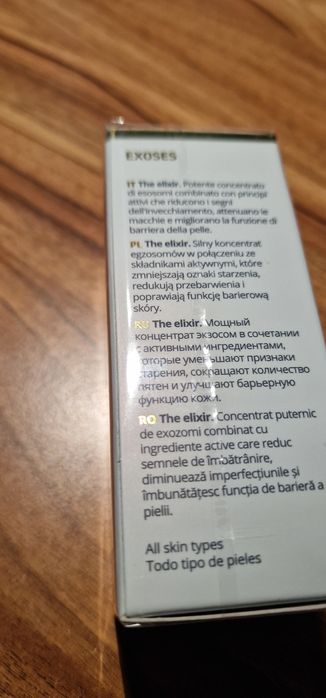 EXOSES
IT The elixir. Potente concentrato
di esosomi combinato con principi
attivi che riducono i segni
dell'invecchiamento, attenuano le
macchie e migliorano la funzione di
barriera della pelle.
PL The elixir. Silny koncentrat
egzosomów w połączeniu ze
składnikami aktywnymi, które
zmniejszają oznaki starzenia,
redukują przebarwienia i
poprawiają funkcję barierową
skóry.
RU The elixir. Мощный
концентрат экзосом в сочетании
с активными ингредиентами,
которые уменьшают признаки
старения, сокращают количество
пятен и улучшают барьерную
функцию кожи.
RO The elixir. Concentrat puternic
de exozomi combinat cu
ingrediente active care reduc
semnele de îmbătrânire,
diminuează imperfecțiunile și
îmbunătățesc funcția de barieră a
pielii.
All skin types
Todo tipo de pieles